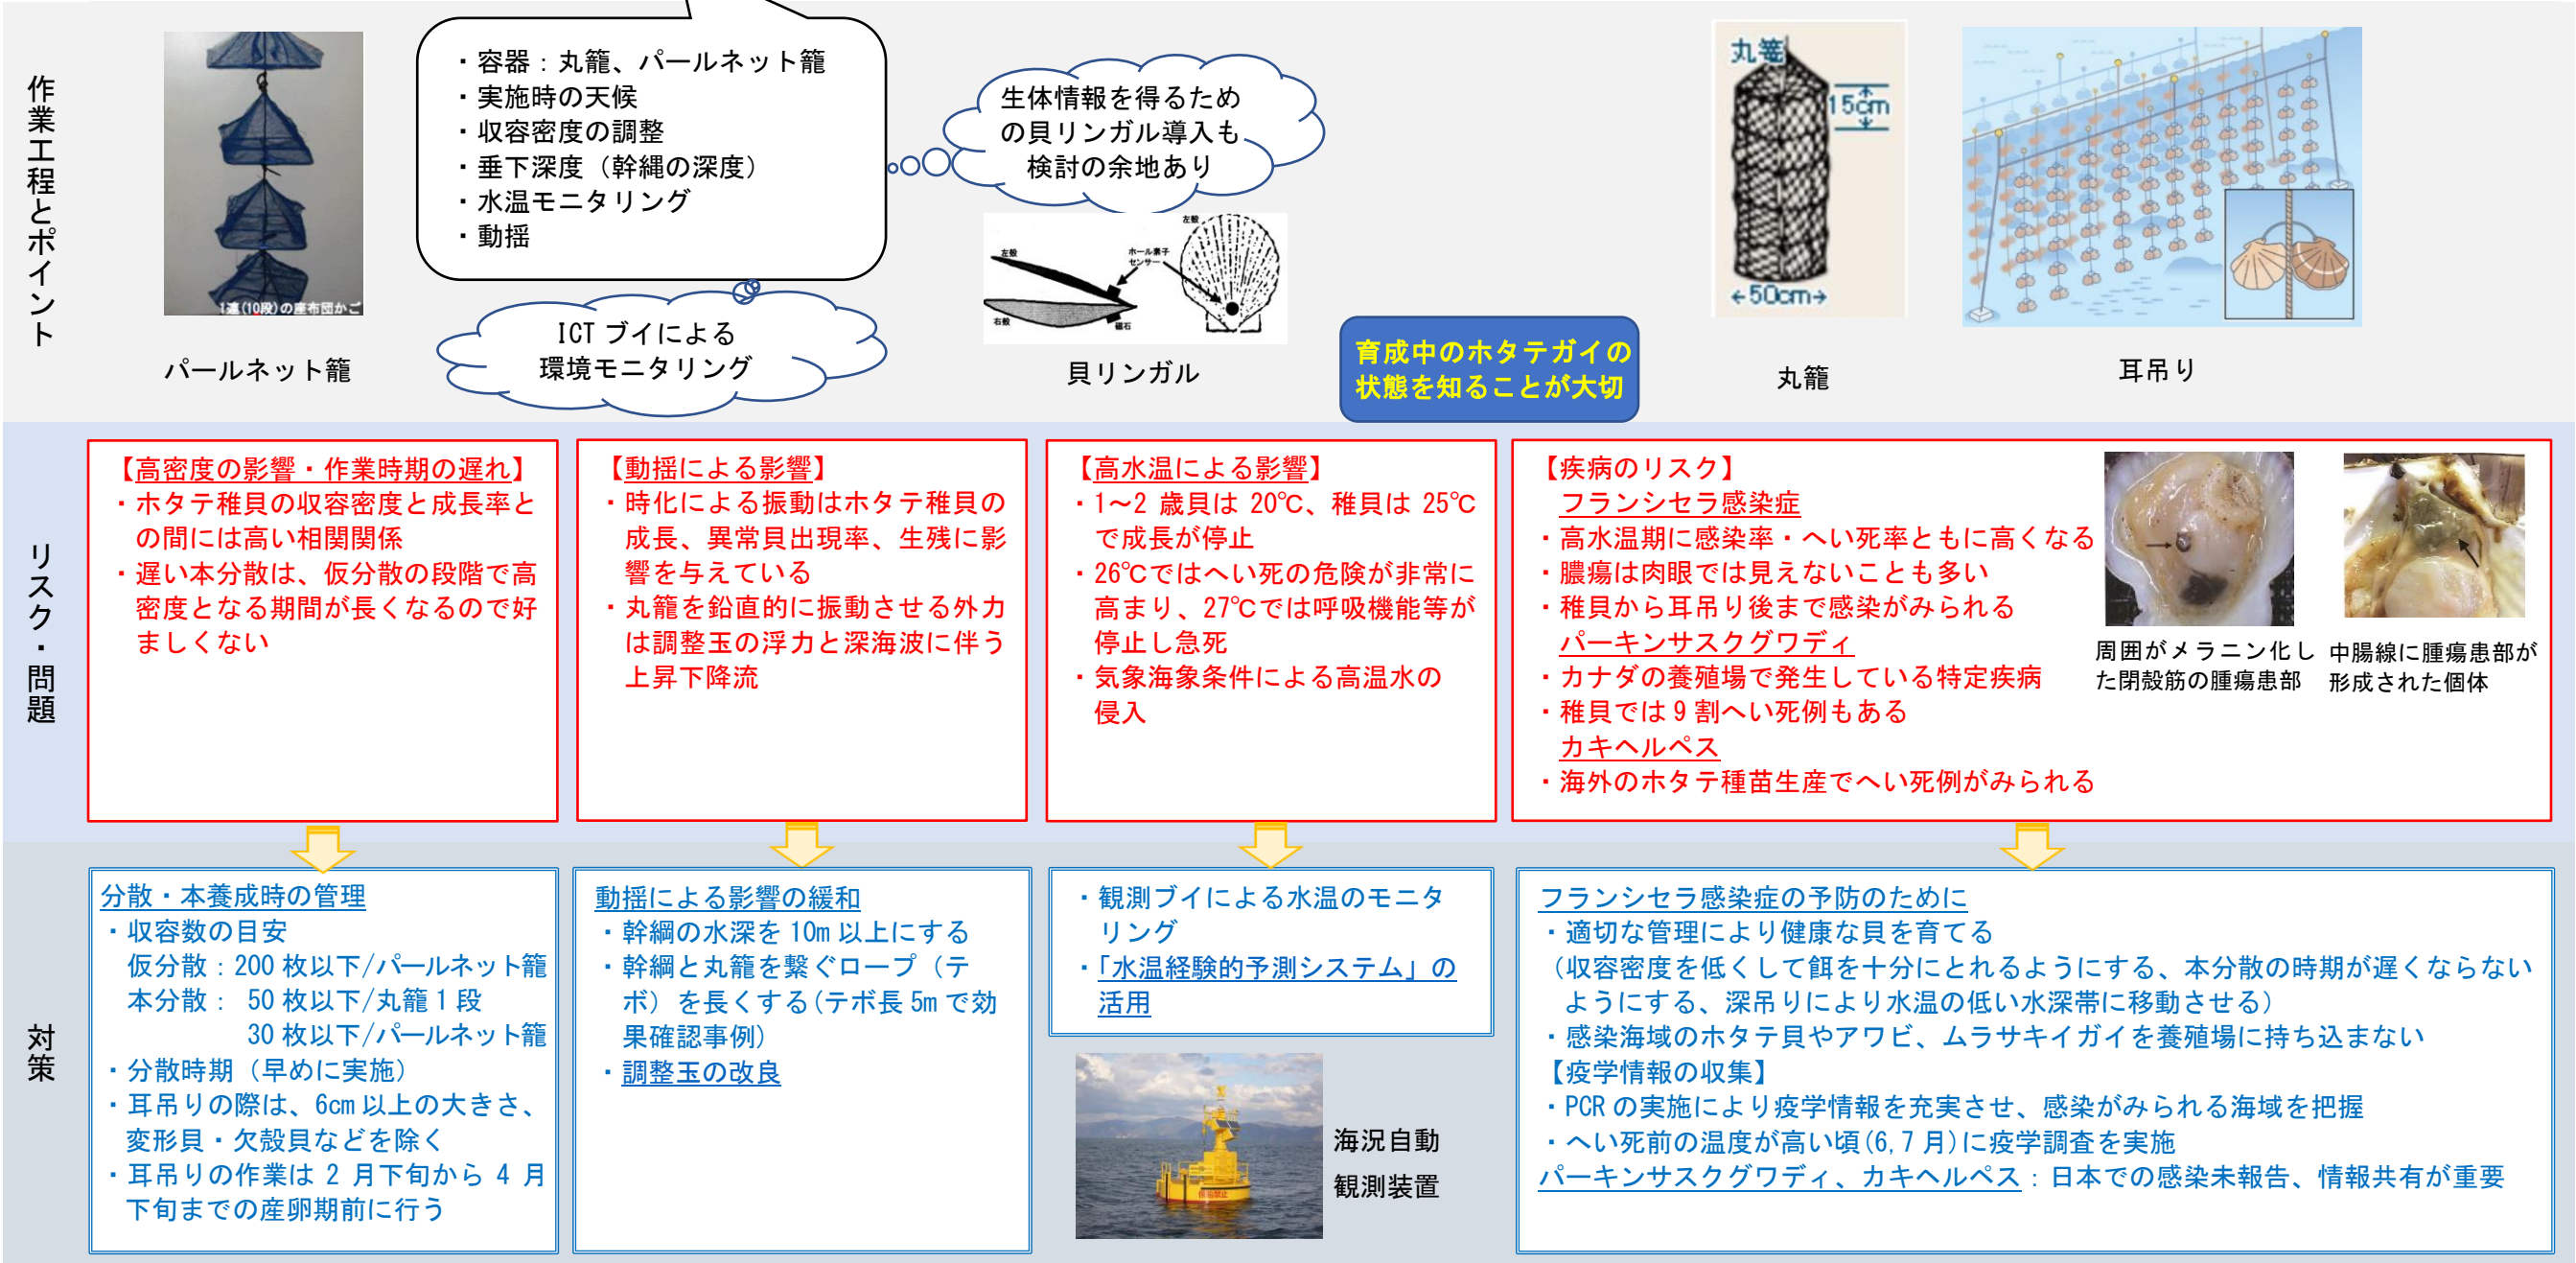 作業工程とポイント
1連(10段)の座布団かご
パールネット籠
・容器：丸籠、パールネット籠
・実施時の天候
・収容密度の調整
・垂下深度（幹縄の深度）
・水温モニタリング
・動揺
ICT ブイによる
環境モニタリング
生体情報を得るため
の貝リンガル導入も
検討の余地あり
左殻
右殻
ホール素子
センサー
磁石
左殻
貝リンガル
育成中のホタテガイの
状態を知ることが大切
丸篭
15cm
←50cm→
丸籠
耳吊り
リスク・問題
【高密度の影響・作業時期の遅れ】
・ホタテ稚貝の収容密度と成長率と
の間には高い相関関係
・遅い本分散は、仮分散の段階で高
密度となる期間が長くなるので好
ましくない
【動揺による影響】
・時化による振動はホタテ稚貝の
成長、異常貝出現率、生残に影
響を与えている
・丸籠を鉛直的に振動させる外力
は調整玉の浮力と深海波に伴う
上昇下降流
【高水温による影響】
・1～2 歳貝は 20℃、稚貝は 25℃
で成長が停止
・26℃ではへい死の危険が非常に
高まり、27℃では呼吸機能等が
停止し急死
・気象海象条件による高温水の
侵入
【疾病のリスク】
フランシセラ感染症
・高水温期に感染率・へい死率ともに高くなる
・膿瘍は肉眼では見えないことも多い
・稚貝から耳吊り後まで感染がみられる
パーキンサスクグワディ
・カナダの養殖場で発生している特定疾病
・稚貝では 9 割へい死例もある
カキヘルペス
・海外のホタテ種苗生産でへい死例がみられる
周囲がメラニン化し
た閉殻筋の腫瘍患部
中腸線に腫瘍患部が
形成された個体
対策
分散・本養成時の管理
・収容数の目安
仮分散：200 枚以下/パールネット籠
本分散： 50 枚以下/丸籠 1 段
30 枚以下/パールネット籠
・分散時期（早めに実施）
・耳吊りの際は、6cm 以上の大きさ、
変形貝・欠殻貝などを除く
・耳吊りの作業は 2 月下旬から 4 月
下旬までの産卵期前に行う
動揺による影響の緩和
・幹綱の水深を 10m 以上にする
・幹綱と丸籠を繋ぐロープ（テ
ボ）を長くする(テボ長 5m で効
果確認事例)
・調整玉の改良
・観測ブイによる水温のモニタ
リング
・「水温経験的予測システム」の
活用
海況自動
観測装置
フランシセラ感染症の予防のために
・適切な管理により健康な貝を育てる
（収容密度を低くして餌を十分にとれるようにする、本分散の時期が遅くならない
ようにする、深吊りにより水温の低い水深帯に移動させる）
・感染海域のホタテ貝やアワビ、ムラサキイガイを養殖場に持ち込まない
【疫学情報の収集】
・PCR の実施により疫学情報を充実させ、感染がみられる海域を把握
・へい死前の温度が高い頃(6,7 月)に疫学調査を実施
パーキンサスクグワディ、カキヘルペス：日本での感染未報告、情報共有が重要